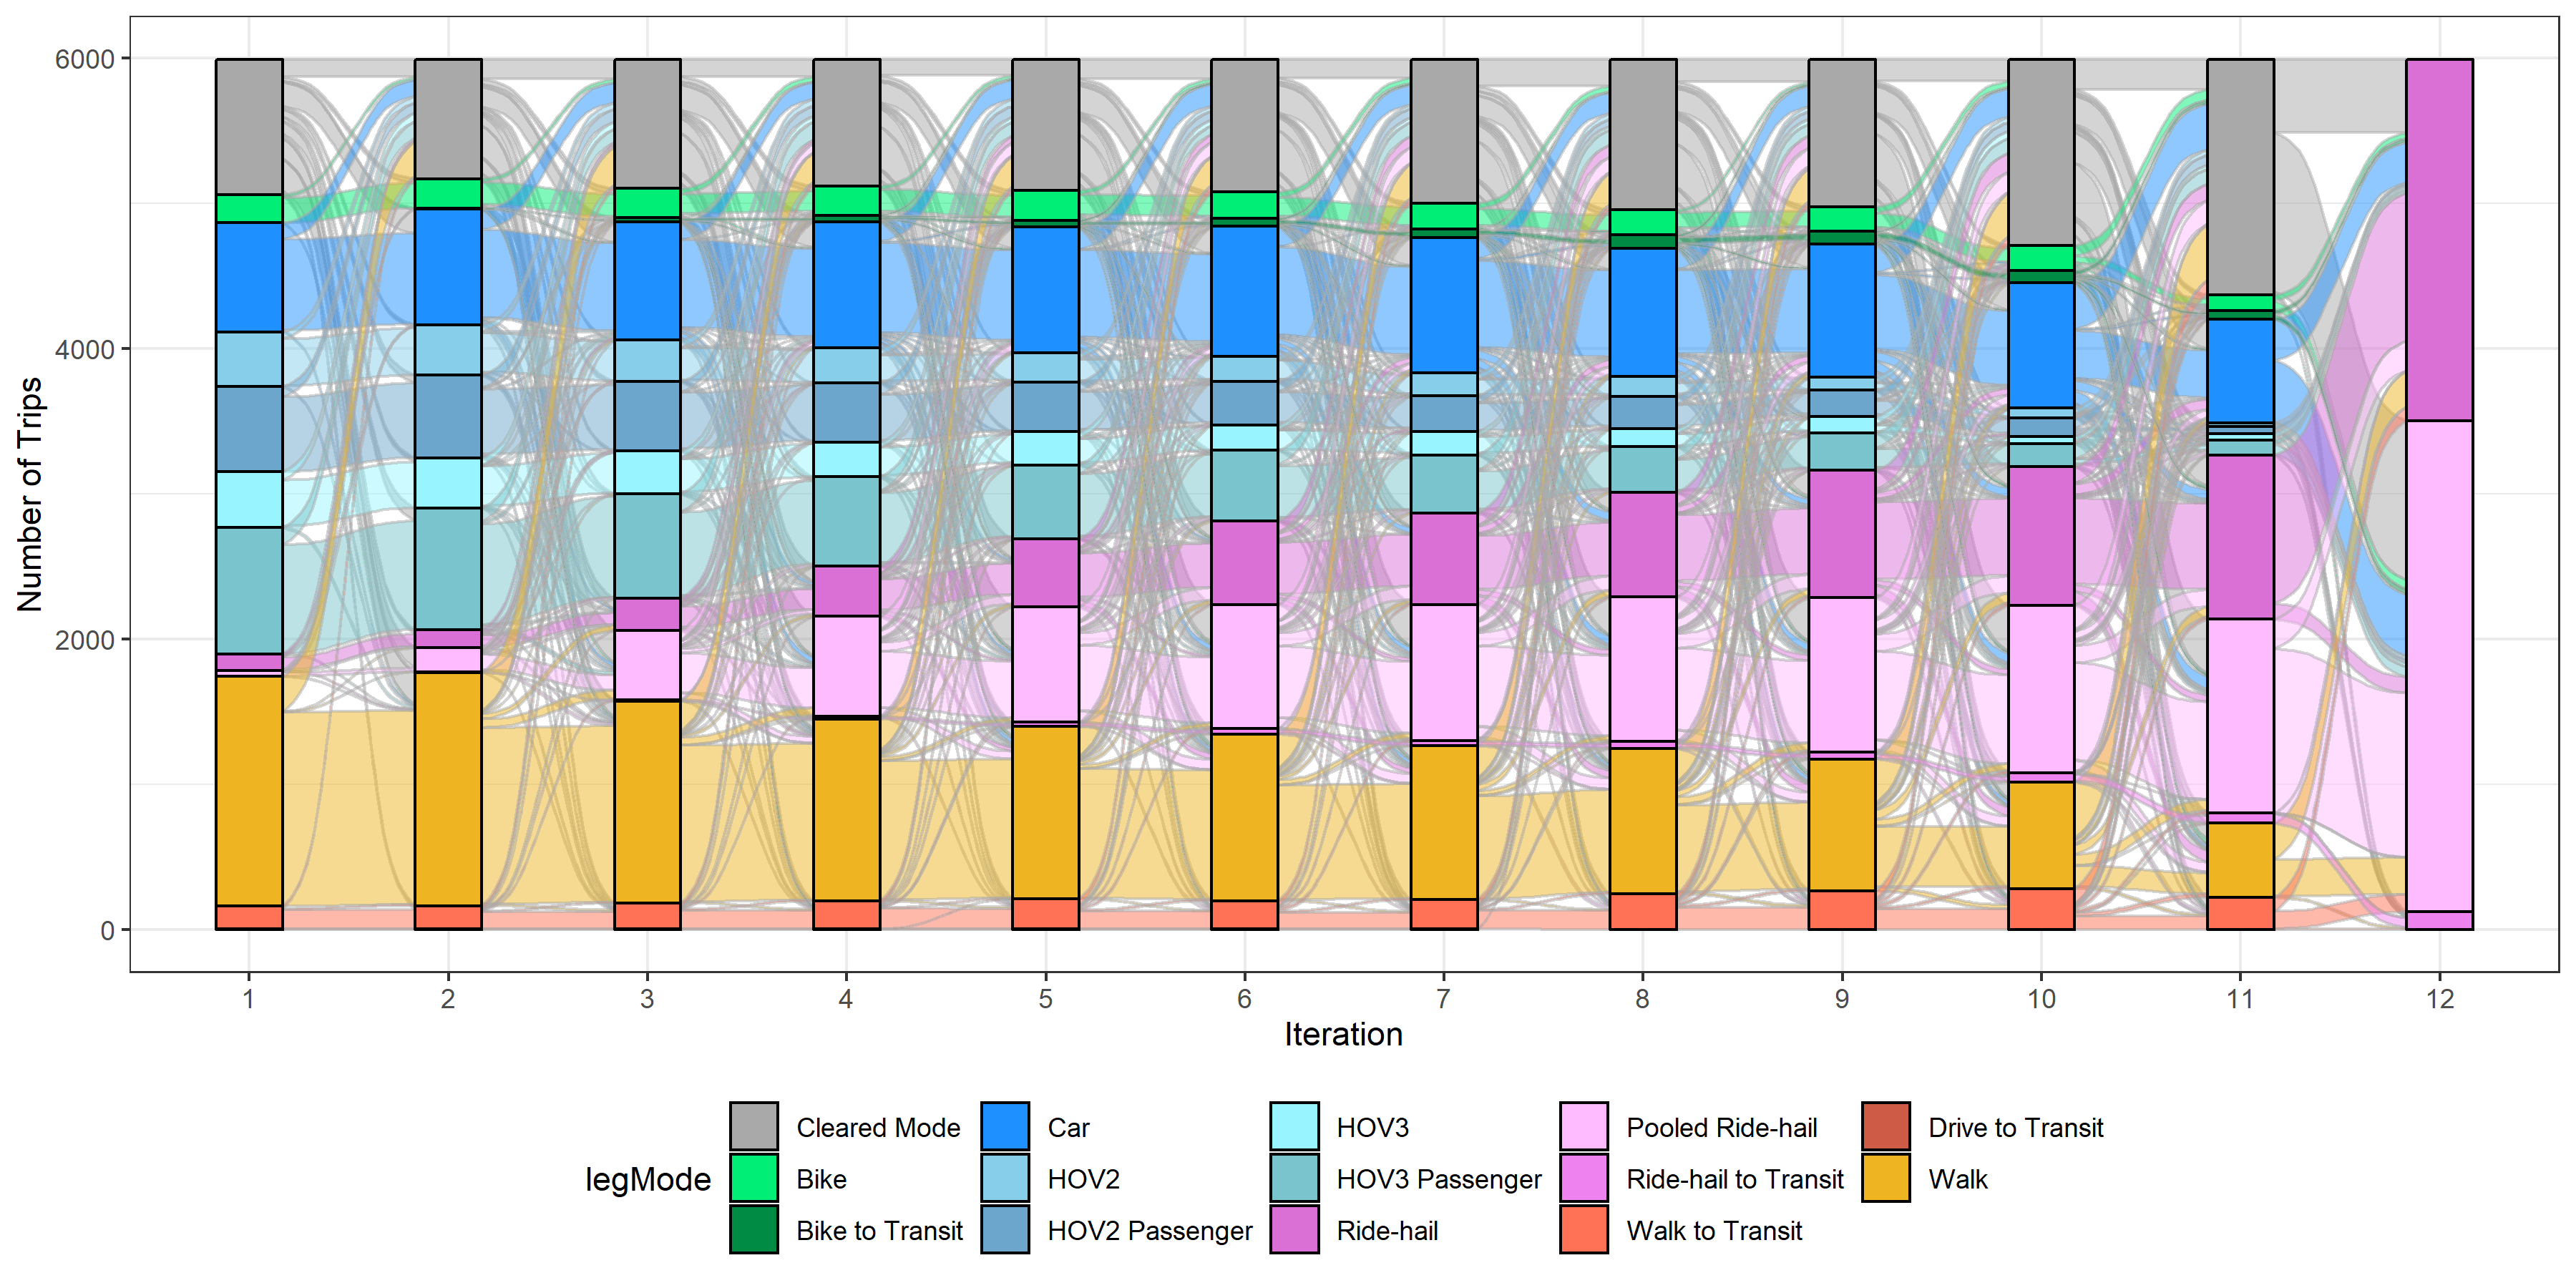 6000
4000
2000
0
Number of Trips
1 2 3 4 5 6 7 8 9 10 11 12
Iteration
legMode
Cleared Mode Car HOV3 Pooled Ride-hail Drive to Transit
Bike HOV2 HOV3 Passenger Ride-hail to Transit Walk
Bike to Transit HOV2 Passenger Ride-hail Walk to Transit